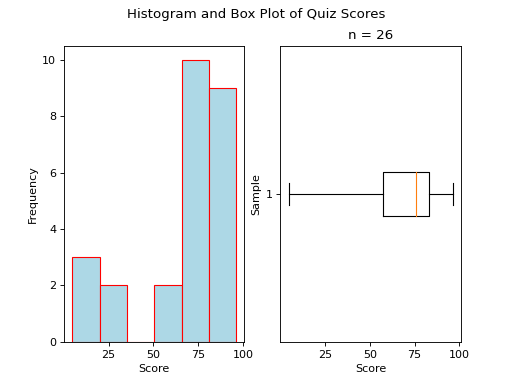 Histogram and Box Plot of Quiz Scores
n = 26
10
8
6
4
2
0
Frequency
25 50 75 100
Score
Sample
1
25 50 75 100
Score